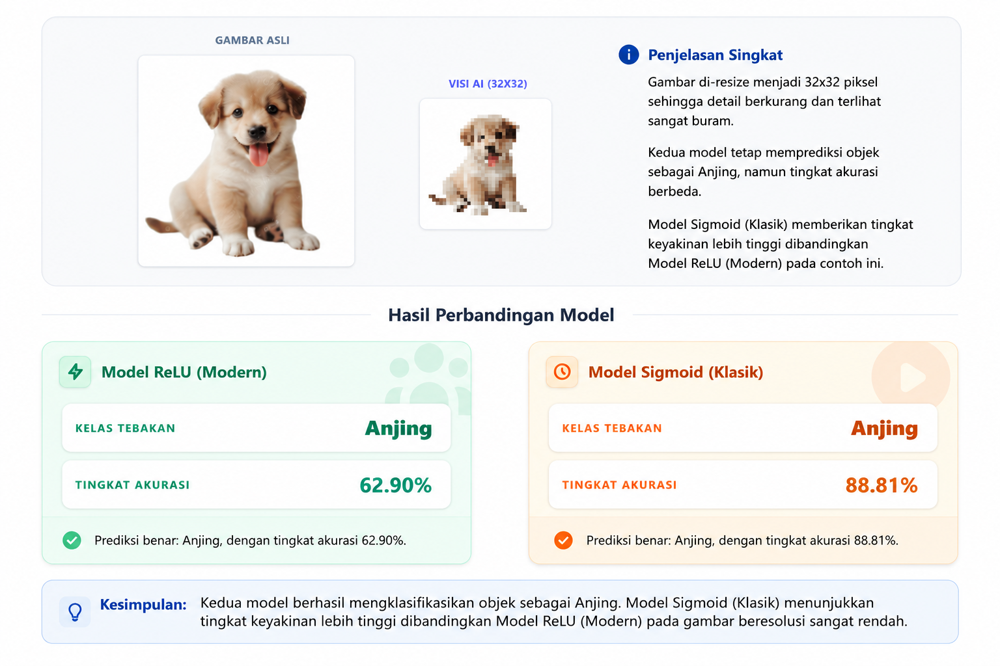 GAMBAR ASLI
VISI AI (32X32)
Penjelasan Singkat
Gambar di-resize menjadi 32x32 piksel
sehingga detail berkurang dan terlihat
sangat buram.
Kedua model tetap memprediksi objek
sebagai Anjing, namun tingkat akurasi
berbeda.
Model Sigmoid (Klasik) memberikan tingkat
keyakinan lebih tinggi dibandingkan
Model ReLU (Modern) pada contoh ini.
Hasil Perbandingan Model
Model ReLU (Modern)
KELAS TEBAKAN
Anjing
TINGKAT AKURASI
62.90%
Prediksi benar: Anjing, dengan tingkat akurasi 62.90%.
Model Sigmoid (Klasik)
KELAS TEBAKAN
Anjing
TINGKAT AKURASI
88.81%
Prediksi benar: Anjing, dengan tingkat akurasi 88.81%.
Kesimpulan:
Kedua model berhasil mengklasifikasikan objek sebagai Anjing. Model Sigmoid (Klasik) menunjukkan
tingkat keyakinan lebih tinggi dibandingkan Model ReLU (Modern) pada gambar beresolusi sangat rendah.